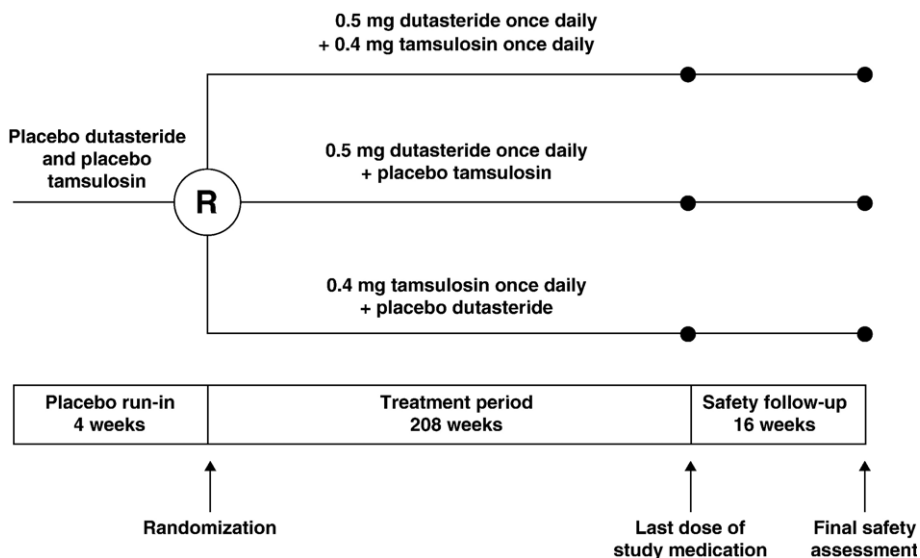 0.5 mg dutasteride once daily
+ 0.4 mg tamsulosin once daily
Placebo dutasteride
and placebo
tamsulosin
R
0.5 mg dutasteride once daily
+ placebo tamsulosin
0.4 mg tamsulosin once daily
+ placebo dutasteride
Placebo run-in
4 weeks
Treatment period
208 weeks
Safety follow-up
16 weeks
Randomization
Last dose of
study medication
Final safety
assessment